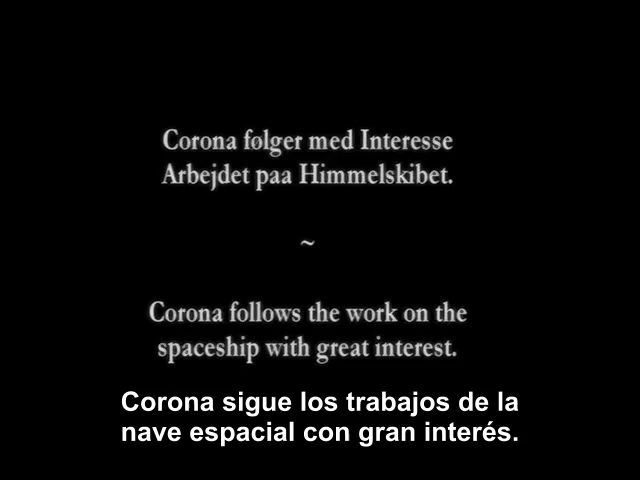 Corona følger med Interesse
Arbejdet paa Himmelskibet.
~
Corona follows the work on the
spaceship with great interest.
Corona sigue los trabajos de la
nave espacial con gran interés.